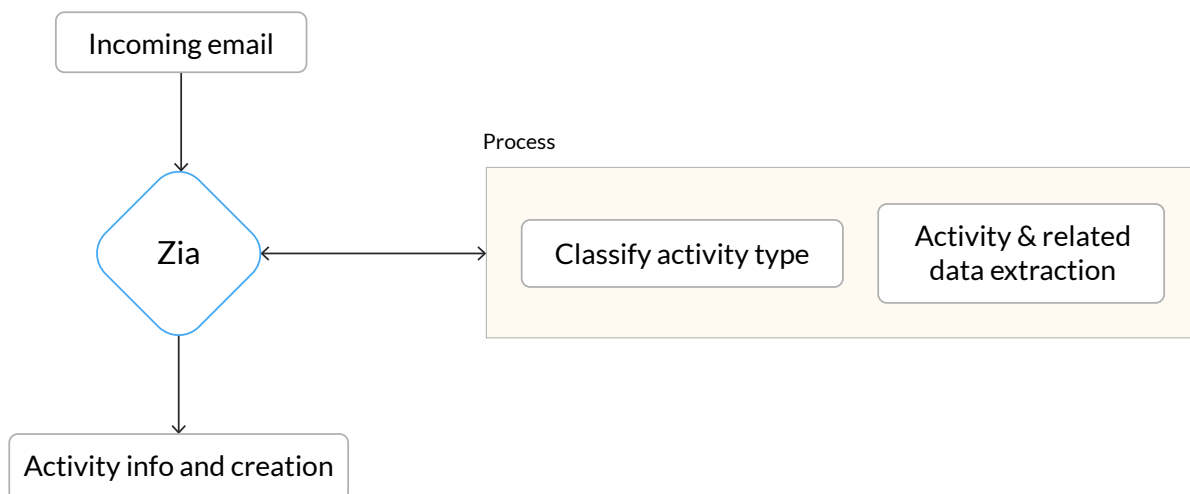 Incoming email
Process
Zia
Classify activity type
Activity & related
data extraction
Activity info and creation